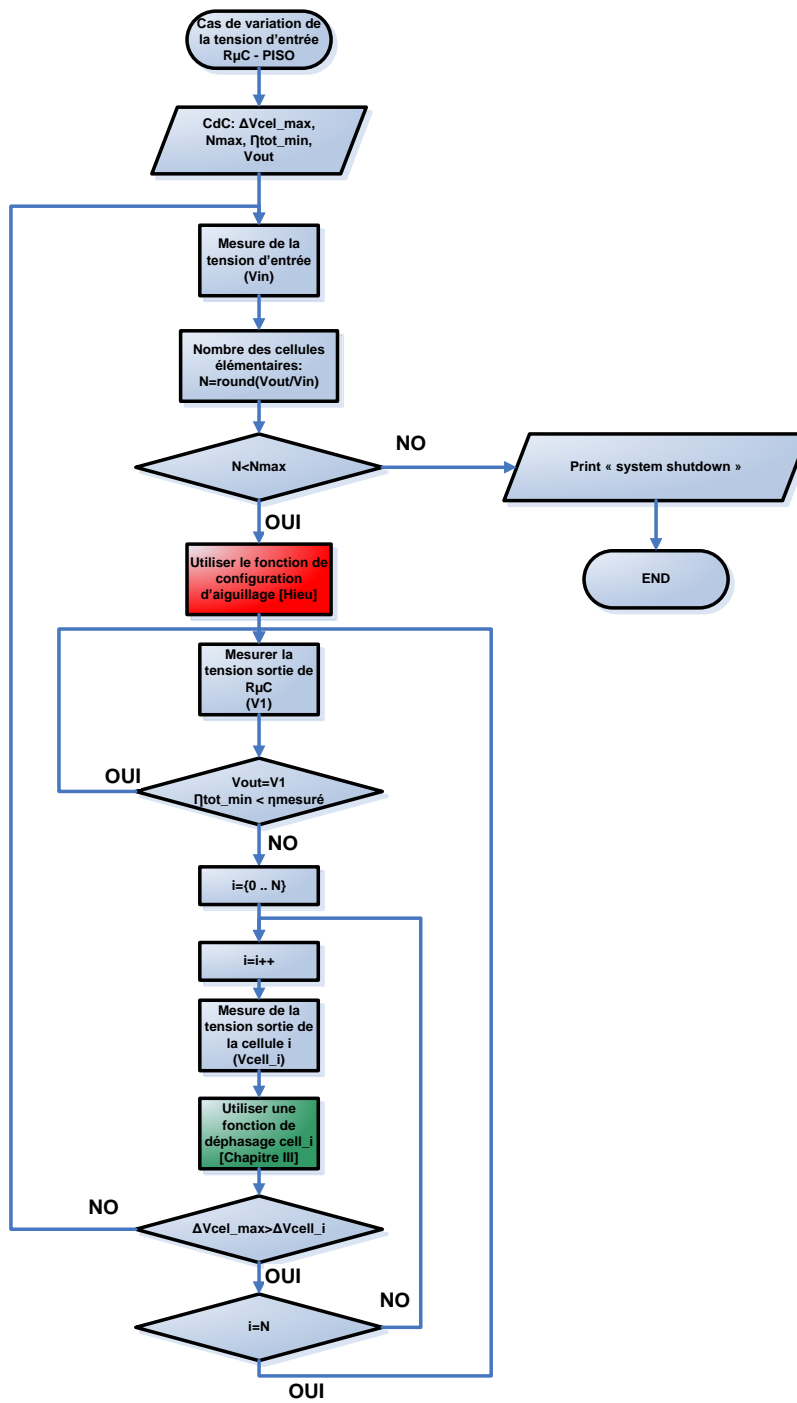 Cas de variation de
la tension d'entrée
RµC - PISO
CdC: ΔVcel_max,
Nmax, Ƞtot_min,
Vout
Mesure de la
tension d'entrée
(Vin)
Nombre des cellules
élémentaires:
N=round(Vout/Vin)
N<Nmax
NO
Print « system shutdown »
END
OUI
Utiliser le fonction de
configuration
d'aiguillage [Hieu]
Mesurer la
tension sortie de
RµC
(V1)
OUI
Vout=V1
Ƞtot_min < ηmesuré
NO
i={0 .. N}
i=i++
Mesure de la
tension sortie de
la cellule i
(Vcell_i)
Utiliser une
fonction de
déphasage cell_i
[Chapitre III]
NO
ΔVcel_max>ΔVcell_i
OUI
NO
i=N
OUI